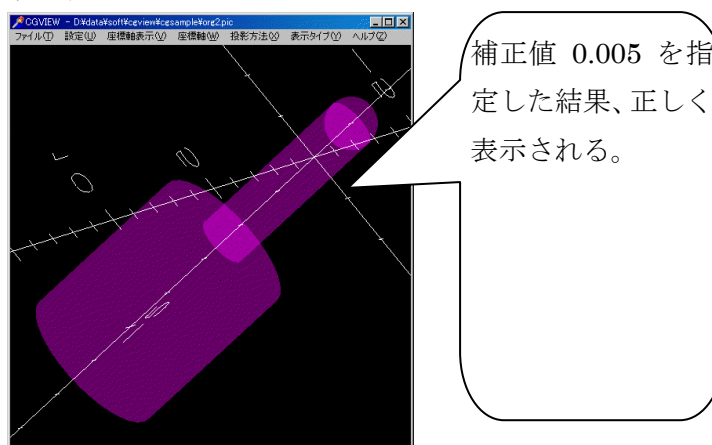 CGVIEW - D:¥data¥soft¥cgview¥cgsample¥org2.pic
ファイル(T) 設定(U) 座標軸表示(V) 座標軸(W) 投影方法(X) 表示タイプ(Y) ヘルプ(Z)
補正値 0.005 を指
定した結果、正しく
表示される。